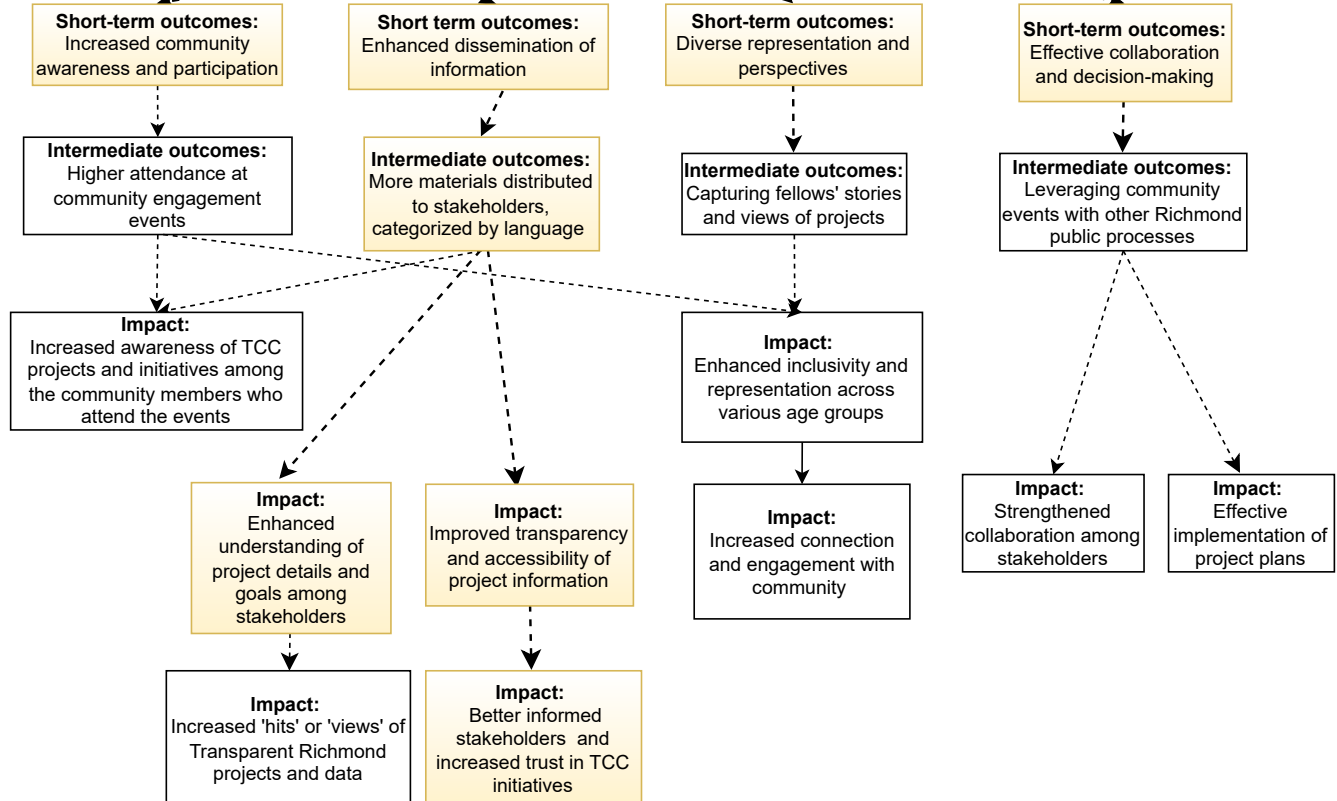 Short-term outcomes:
Increased community
awareness and participation
Short term outcomes:
Enhanced dissemination of
information
Short-term outcomes:
Diverse representation and
perspectives
Short-term outcomes:
Effective collaboration
and decision-making
Intermediate outcomes:
Higher attendance at
community engagement
events
Intermediate outcomes:
More materials distributed
to stakeholders,
categorized by language
Intermediate outcomes:
Capturing fellows' stories
and views of projects
Intermediate outcomes:
Leveraging community
events with other Richmond
public processes
Impact:
Increased awareness of TCC
projects and initiatives among
the community members who
attend the events
Impact:
Enhanced inclusivity and
representation across
various age groups
Impact:
Enhanced
understanding of
project details and
goals among
stakeholders
Impact:
Improved transparency
and accessibility of
project information
Impact:
Increased connection
and engagement with
community
Impact:
Strengthened
collaboration among
stakeholders
Impact:
Effective
implementation of
project plans
Impact:
Increased 'hits' or 'views' of
Transparent Richmond
projects and data
Impact:
Better informed
stakeholders and
increased trust in TCC
initiatives